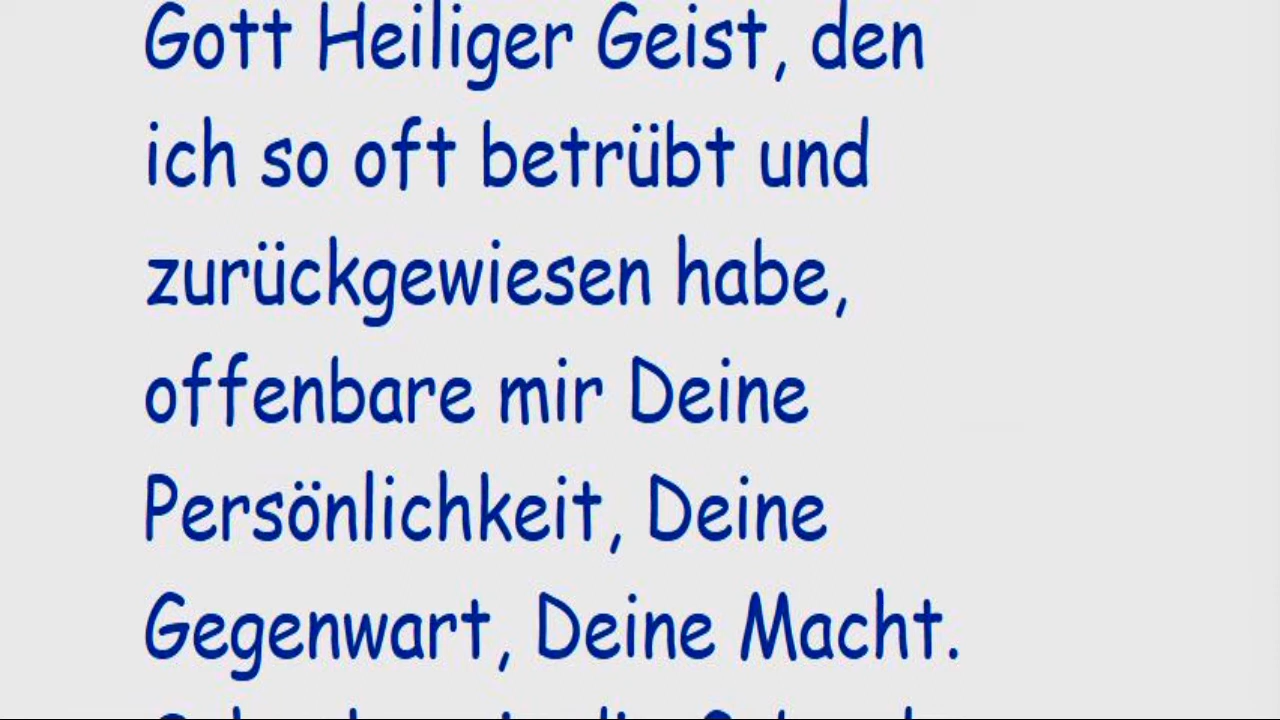 Gott Heiliger Geist, den
ich so oft betrübt und
zurückgewiesen habe,
offenbare mir Deine
Persönlichkeit, Deine
Gegenwart, Deine Macht.